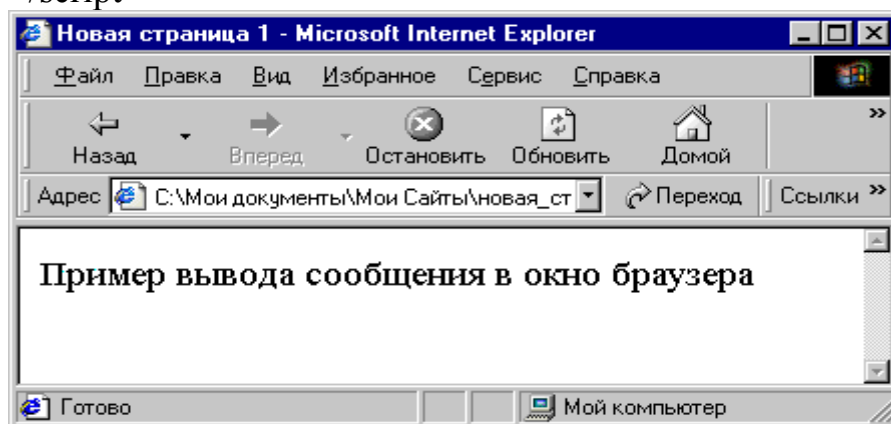 /script
Новая страница 1 - Microsoft Internet Explorer
Файл Правка Вид Избранное Сервис Справка
Назад Вперед Остановить Обновить Домой »
Адрес C:\Мои документы\Мои Сайты\новая_ст Переход Ссылки »
Пример вывода сообщения в окно браузера
Готово Мой компьютер